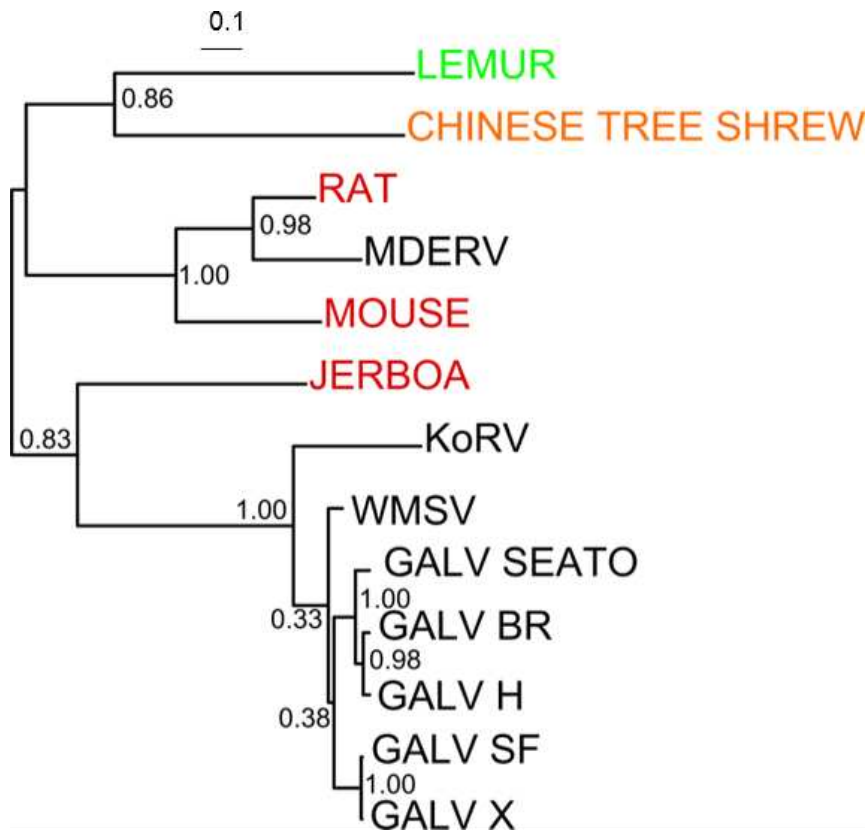 0.1
LEMUR
0.86
CHINESE TREE SHREW
RAT
0.98
MDERV
1.00
MOUSE
JERBOA
0.83
KoRV
1.00
WMSV
GALV SEATO
1.00
0.33
GALV BR
0.98
GALV H
0.38
GALV SF
1.00
GALV X